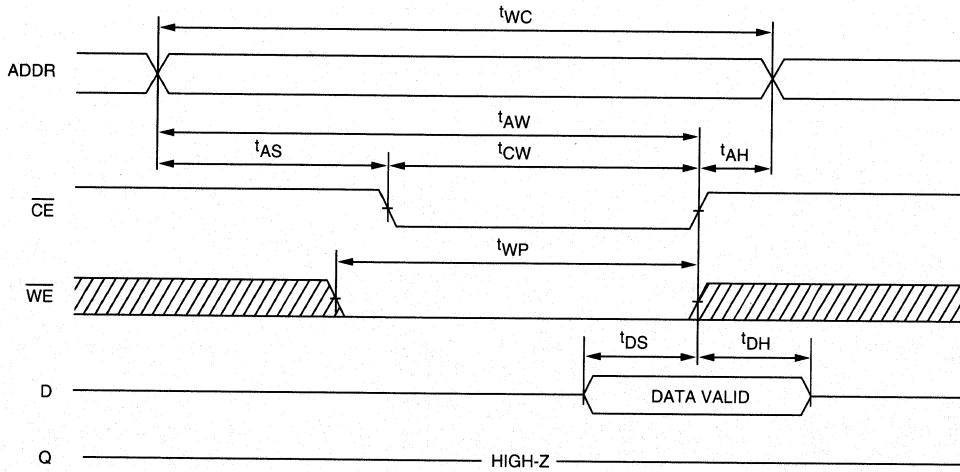 tWC
ADDR
tAW
tAS tCW tAH
CE
tWP
WE
tDS tDH
D DATA VALID
Q HIGH-Z